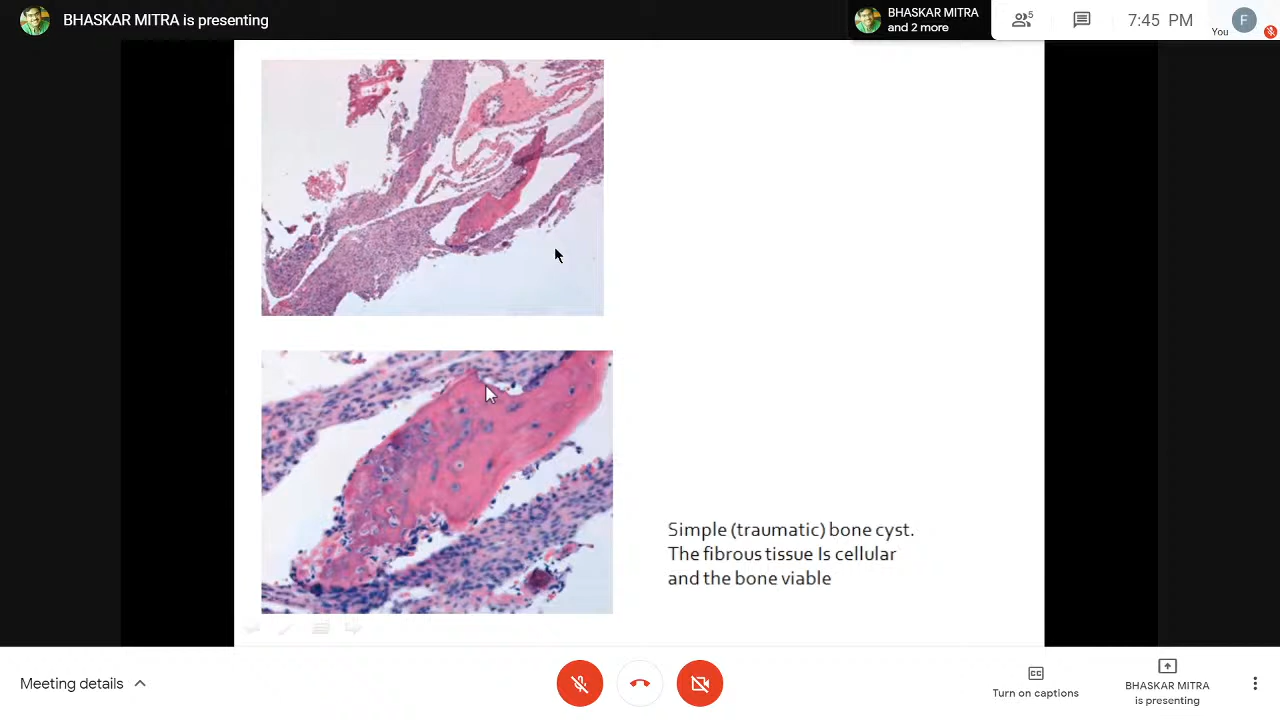 BHASKAR MITRA is presenting
BHASKAR MITRA
and 2 more
5
7:45 PM
You
F
Simple (traumatic) bone cyst.
The fibrous tissue Is cellular
and the bone viable
Meeting details
CC
Turn on captions
BHASKAR MITRA
is presenting